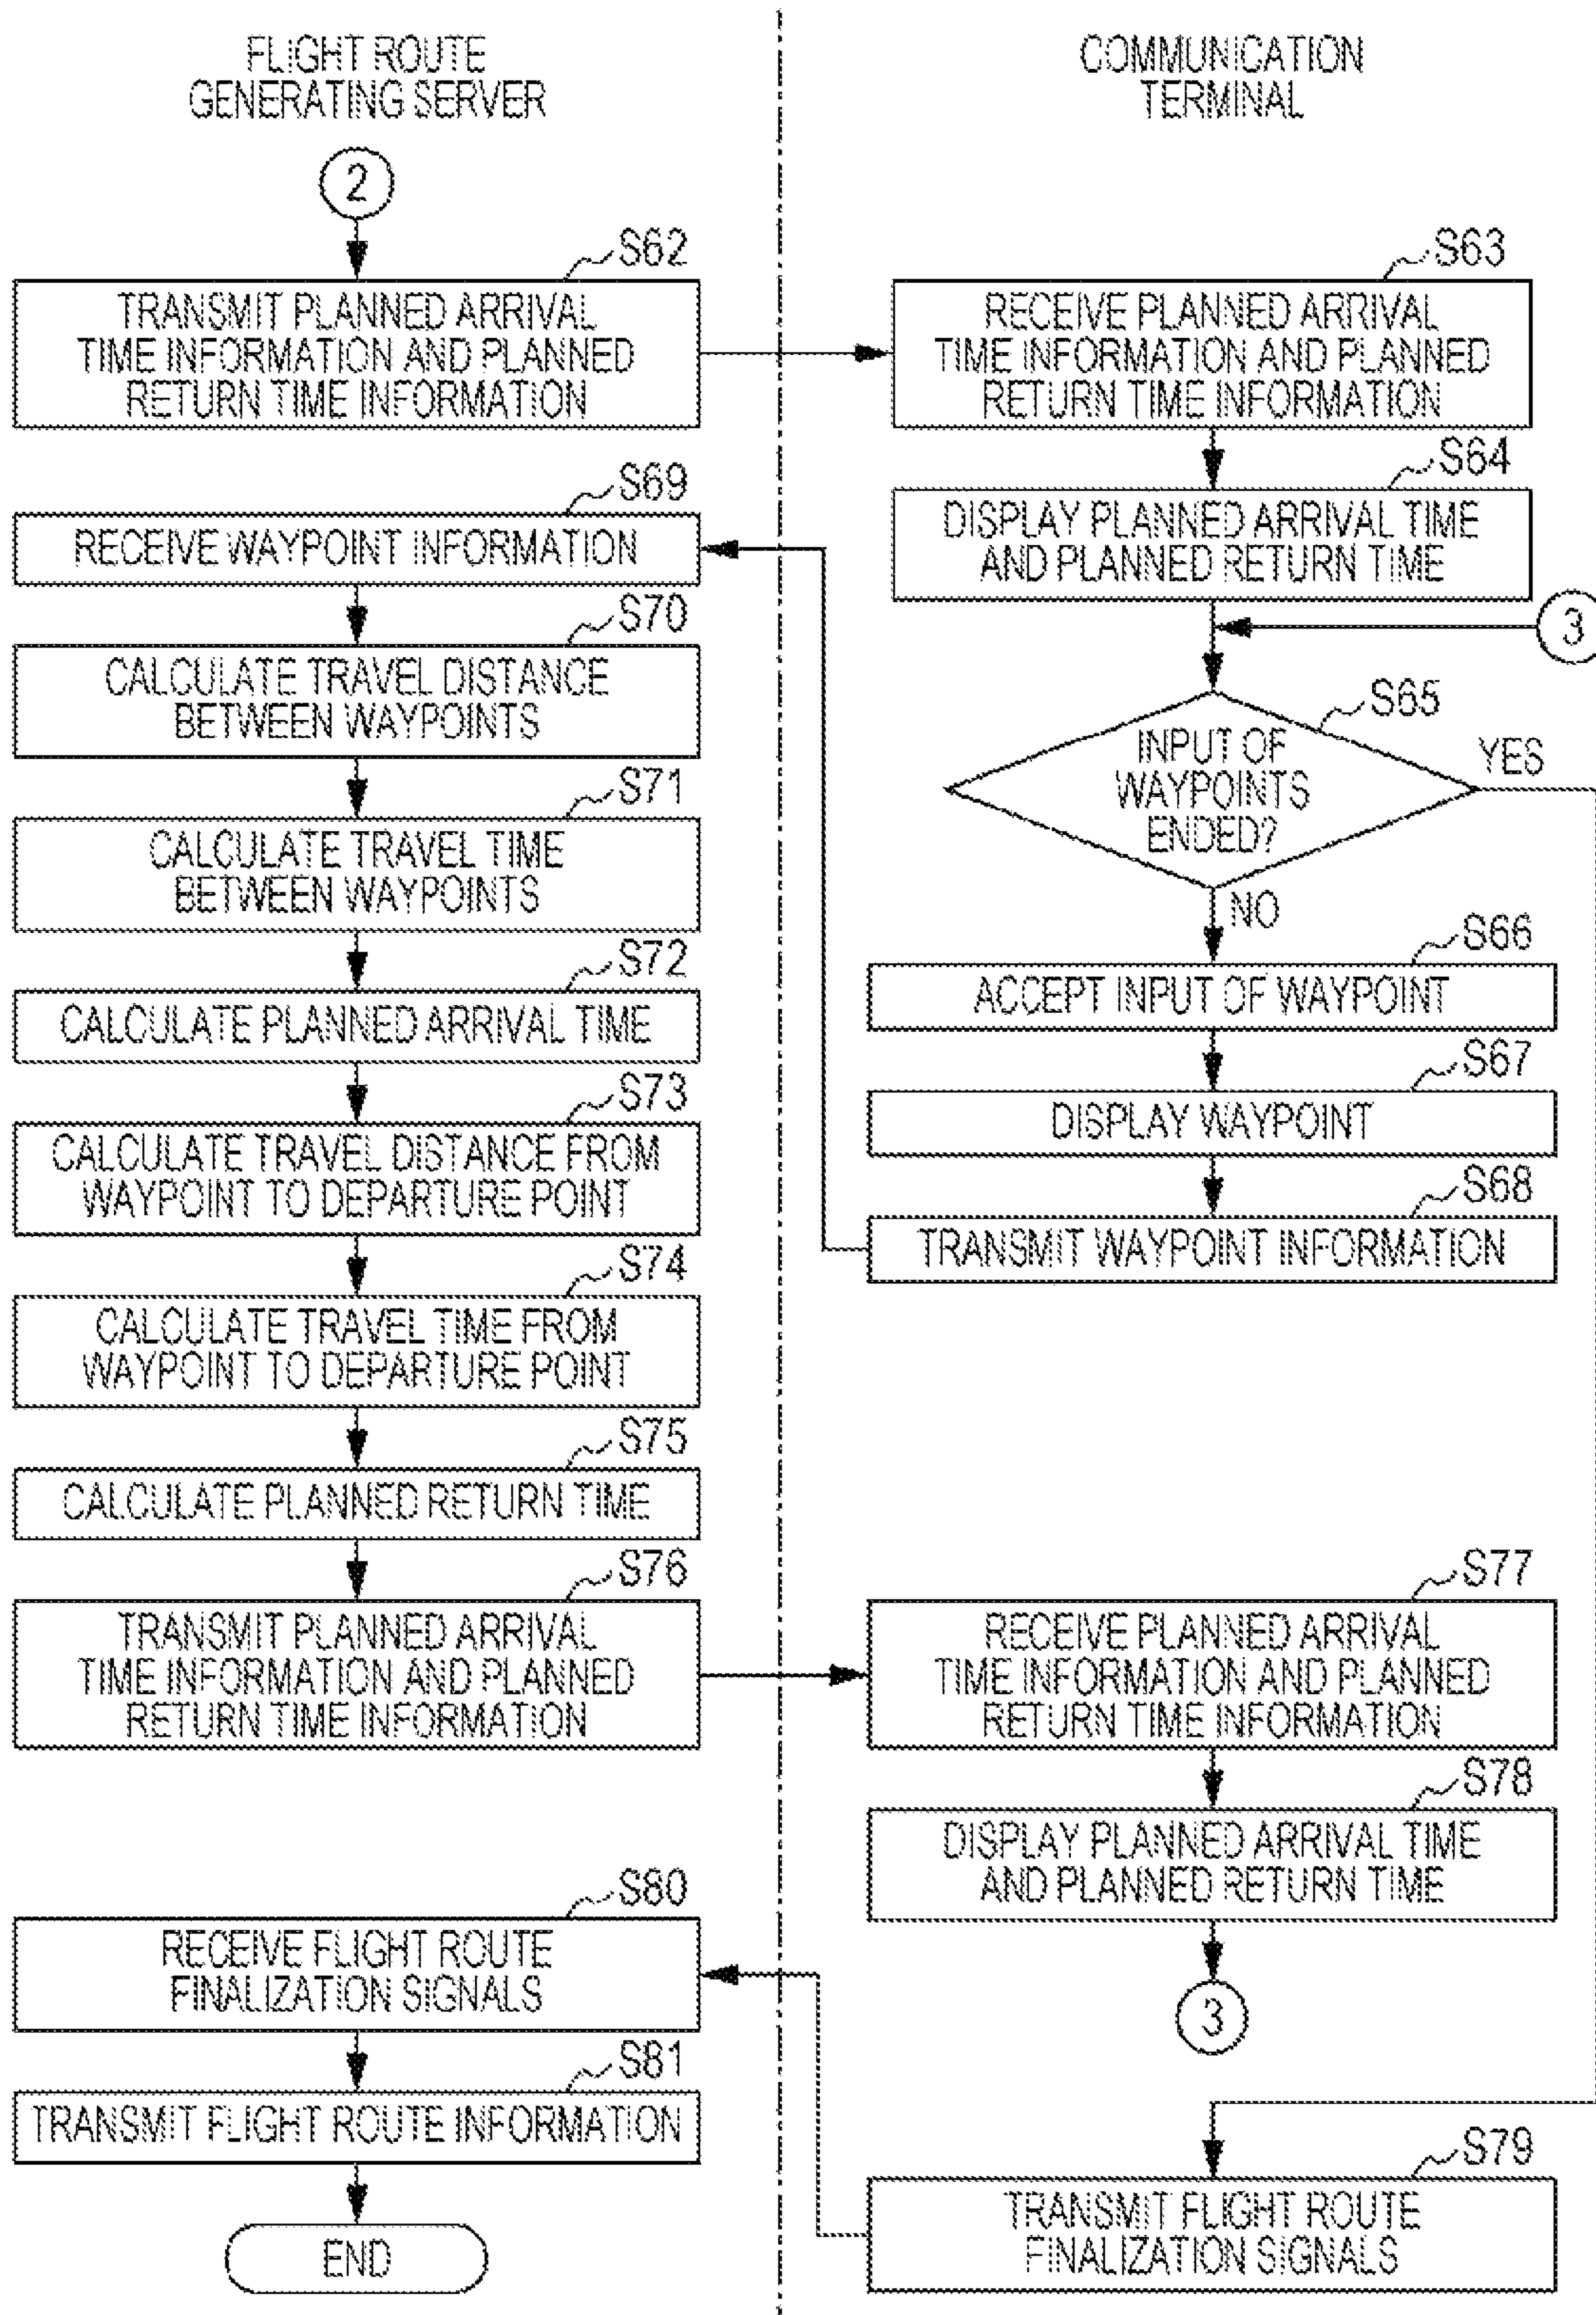 FLIGHT ROUTE
GENERATING SERVER
COMMUNICATION
TERMINAL
2
S62
TRANSMIT PLANNED ARRIVAL
TIME INFORMATION AND PLANNED
RETURN TIME INFORMATION
S63
RECEIVE PLANNED ARRIVAL
TIME INFORMATION AND PLANNED
RETURN TIME INFORMATION
S64
DISPLAY PLANNED ARRIVAL TIME
AND PLANNED RETURN TIME
3
S65
INPUT OF
WAYPOINTS
ENDED?
YES
NO
S66
ACCEPT INPUT OF WAYPOINT
S67
DISPLAY WAYPOINT
S68
TRANSMIT WAYPOINT INFORMATION
S69
RECEIVE WAYPOINT INFORMATION
S70
CALCULATE TRAVEL DISTANCE
BETWEEN WAYPOINTS
S71
CALCULATE TRAVEL TIME
BETWEEN WAYPOINTS
S72
CALCULATE PLANNED ARRIVAL TIME
S73
CALCULATE TRAVEL DISTANCE FROM
WAYPOINT TO DEPARTURE POINT
S74
CALCULATE TRAVEL TIME FROM
WAYPOINT TO DEPARTURE POINT
S75
CALCULATE PLANNED RETURN TIME
S76
TRANSMIT PLANNED ARRIVAL
TIME INFORMATION AND PLANNED
RETURN TIME INFORMATION
S77
RECEIVE PLANNED ARRIVAL
TIME INFORMATION AND PLANNED
RETURN TIME INFORMATION
S78
DISPLAY PLANNED ARRIVAL TIME
AND PLANNED RETURN TIME
3
S79
TRANSMIT FLIGHT ROUTE
FINALIZATION SIGNALS
S80
RECEIVE FLIGHT ROUTE
FINALIZATION SIGNALS
S81
TRANSMIT FLIGHT ROUTE INFORMATION
END